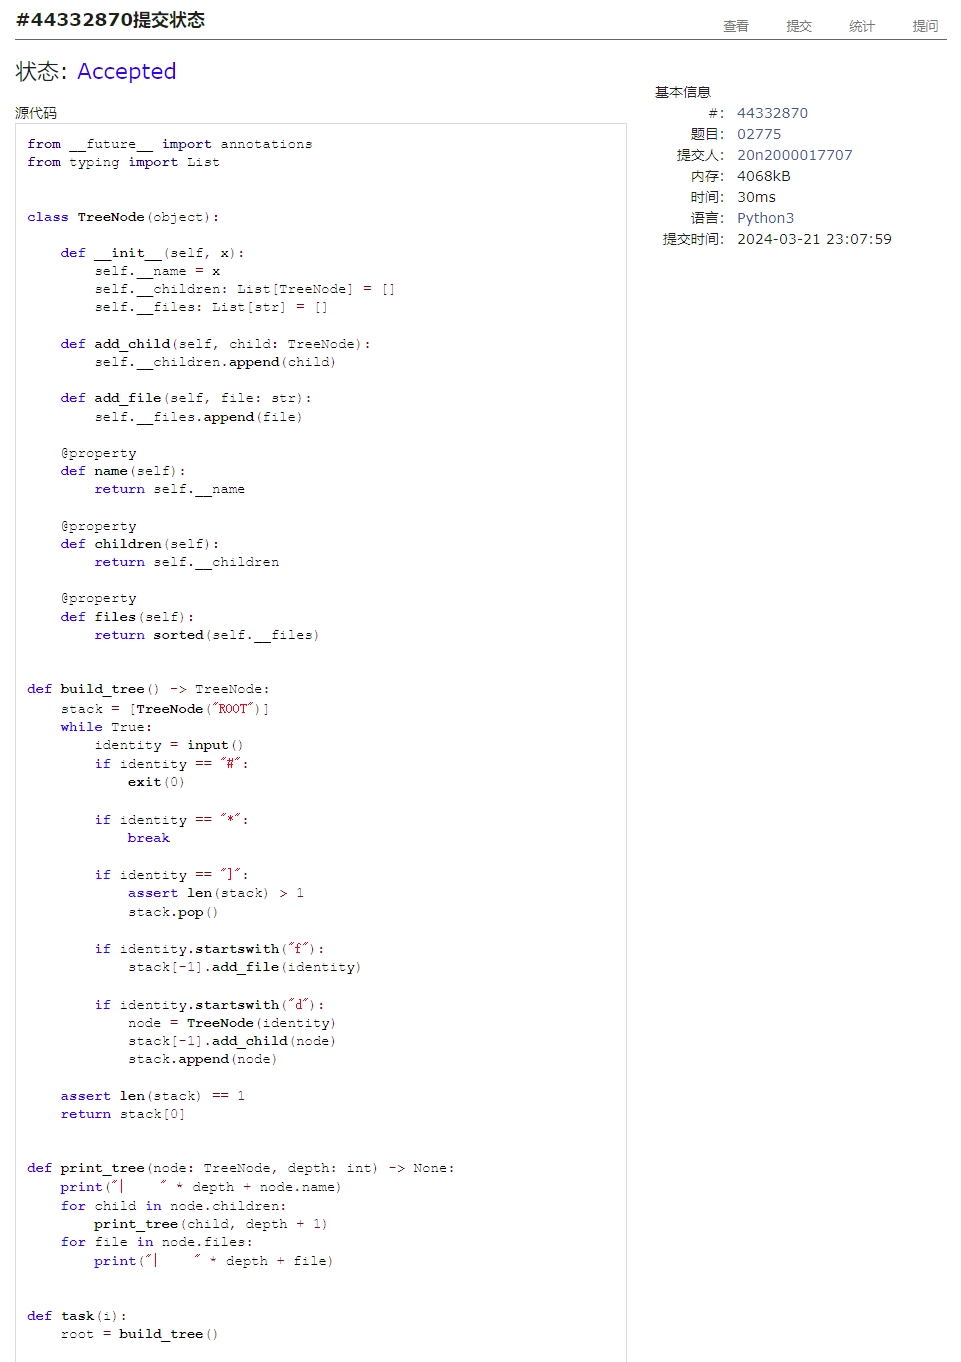 #44332870提交状态
查看 提交 统计 提问
状态: Accepted
源代码
from __future__ import annotations
from typing import List
class TreeNode(object):
    def __init__(self, x):
        self.__name = x
        self.__children: List[TreeNode] = []
        self.__files: List[str] = []
    def add_child(self, child: TreeNode):
        self.__children.append(child)
    def add_file(self, file: str):
        self.__files.append(file)
    @property
    def name(self):
        return self.__name
    @property
    def children(self):
        return self.__children
    @property
    def files(self):
        return sorted(self.__files)
def build_tree() -> TreeNode:
    stack = [TreeNode("ROOT")]
    while True:
        identity = input()
        if identity == "#":
            exit(0)
        if identity == "*":
            break
        if identity == "]":
            assert len(stack) > 1
            stack.pop()
        if identity.startswith("f"):
            stack[-1].add_file(identity)
        if identity.startswith("d"):
            node = TreeNode(identity)
            stack[-1].add_child(node)
            stack.append(node)
    assert len(stack) == 1
    return stack[0]
def print_tree(node: TreeNode, depth: int) -> None:
    print("|     " * depth + node.name)
    for child in node.children:
        print_tree(child, depth + 1)
    for file in node.files:
        print("|     " * depth + file)
def task(i):
    root = build_tree()
基本信息
#: 44332870
题目: 02775
提交人: 20n2000017707
内存: 4068kB
时间: 30ms
语言: Python3
提交时间: 2024-03-21 23:07:59